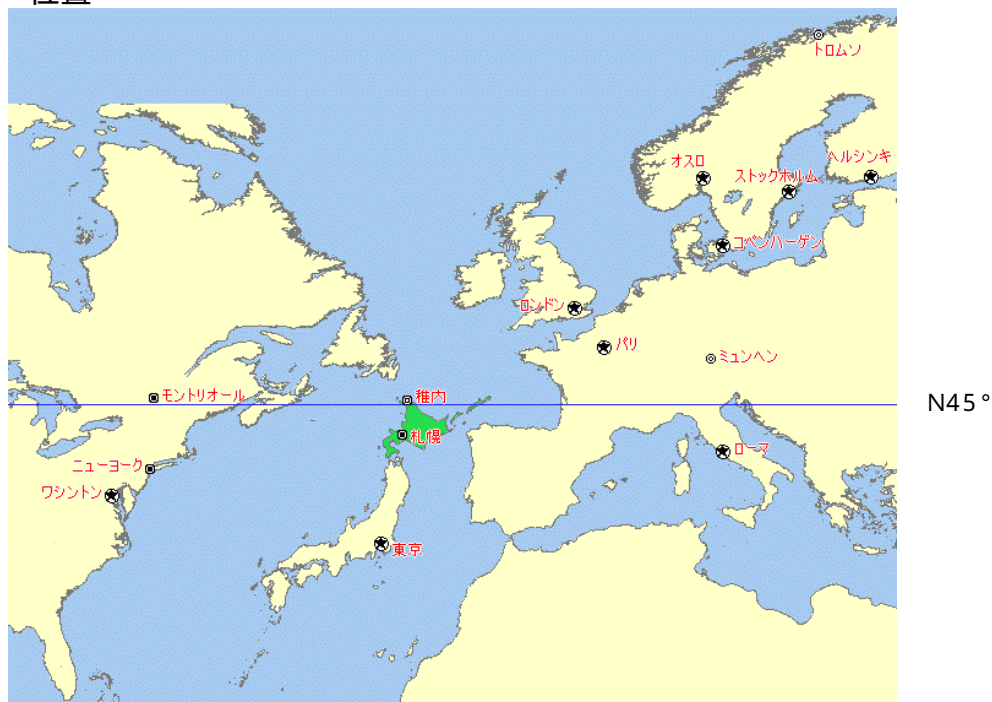 位置
トロムソ
オスロ
ストックホルム
ヘルシンキ
コペンハーゲン
ロンドン
パリ
ミュンヘン
モントリオール
稚内
N45°
札幌
ニューヨーク
ローマ
ワシントン
東京